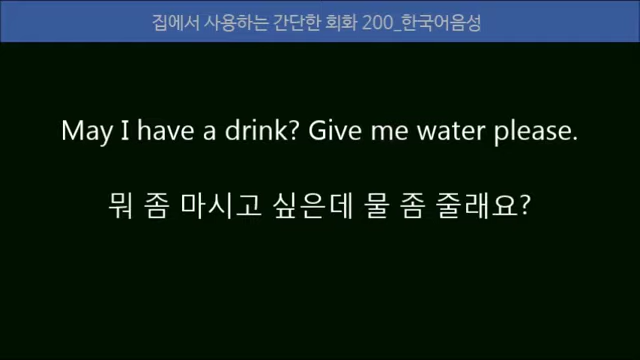 집에서 사용하는 간단한 회화 200_한국어음성
May I have a drink? Give me water please.
뭐 좀 마시고 싶은데 물 좀 줄래요?